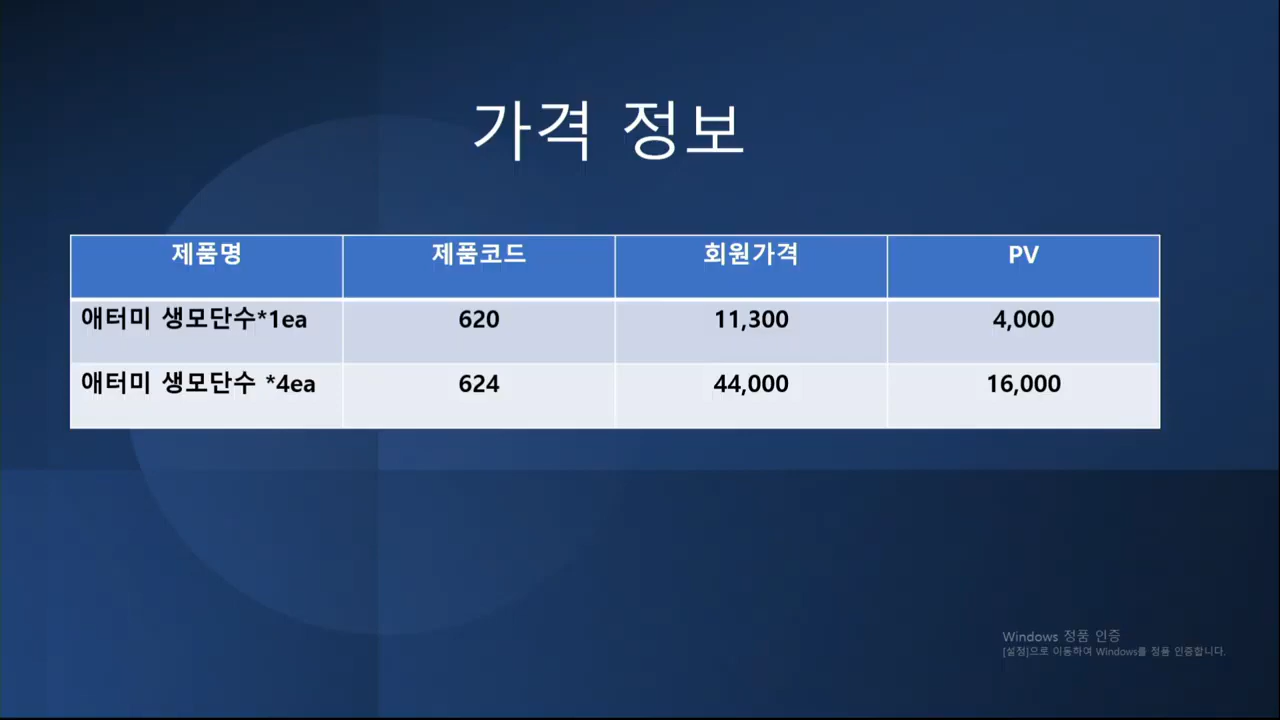 가격 정보
제품명 제품코드 회원가격 PV
애터미 생모단수*1ea 620 11,300 4,000
애터미 생모단수 *4ea 624 44,000 16,000
Windows 정품 인증
[설정]으로 이동하여 Windows를 정품 인증합니다.